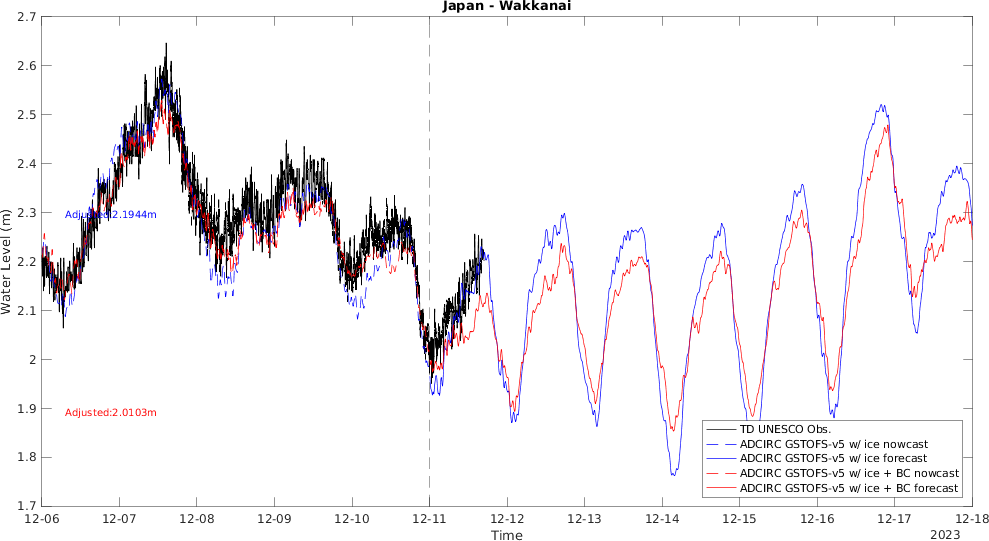 Japan - Wakkanai
2.7
2.6
2.5
2.4
2.3
2.2
2.1
2
1.9
1.8
1.7
Water Level (m)
Adjusted:2.1944m
Adjusted:2.0103m
TD UNESCO Obs.
ADCIRC GSTOFS-v5 w/ ice nowcast
ADCIRC GSTOFS-v5 w/ ice forecast
ADCIRC GSTOFS-v5 w/ ice + BC nowcast
ADCIRC GSTOFS-v5 w/ ice + BC forecast
12-06 12-07 12-08 12-09 12-10 12-11 12-12 12-13 12-14 12-15 12-16 12-17 12-18
Time
2023